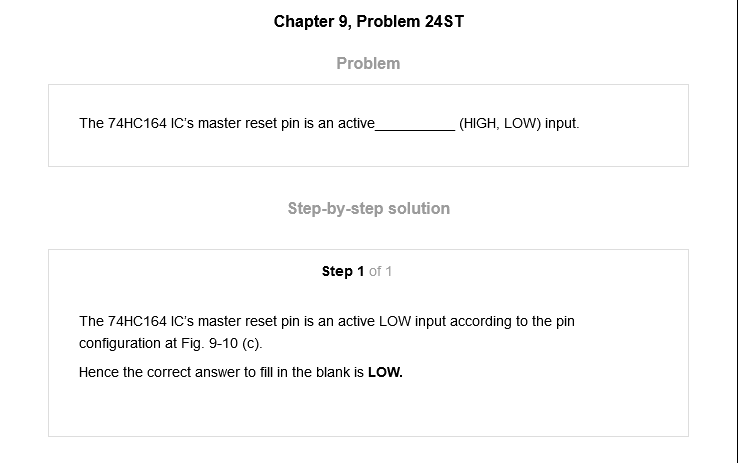 Chapter 9, Problem 24ST
Problem
The 74HC164 IC's master reset pin is an active__________ (HIGH, LOW) input.
Step-by-step solution
Step 1 of 1
The 74HC164 IC's master reset pin is an active LOW input according to the pin
configuration at Fig. 9-10 (c).
Hence the correct answer to fill in the blank is LOW.